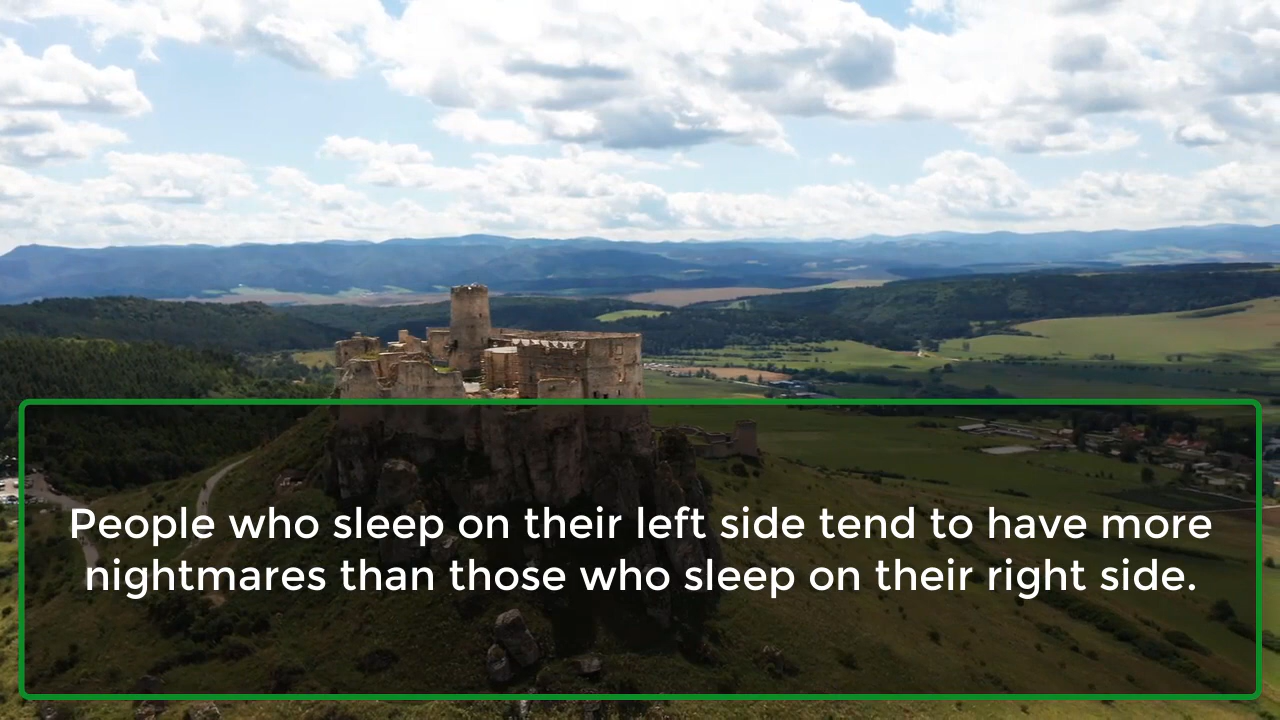 People who sleep on their left side tend to have more
nightmares than those who sleep on their right side.